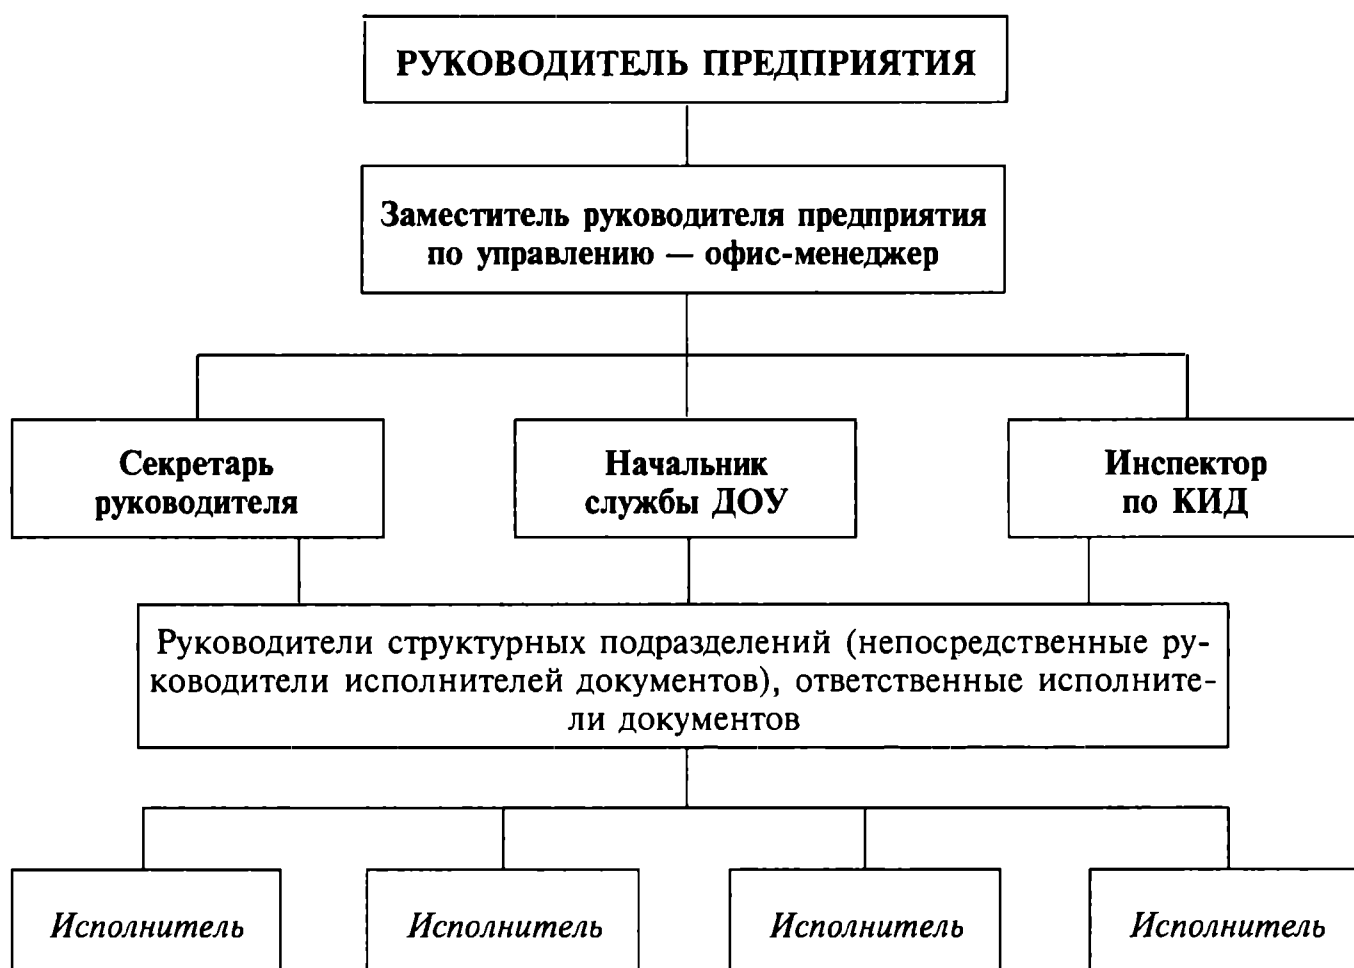 РУКОВОДИТЕЛЬ ПРЕДПРИЯТИЯ
Заместитель руководителя предприятия
по управлению — офис-менеджер
Секретарь
руководителя
Начальник
службы ДОУ
Инспектор
по КИД
Руководители структурных подразделений (непосредственные ру-
ководители исполнителей документов), ответственные исполните-
ли документов
Исполнитель
Исполнитель
Исполнитель
Исполнитель